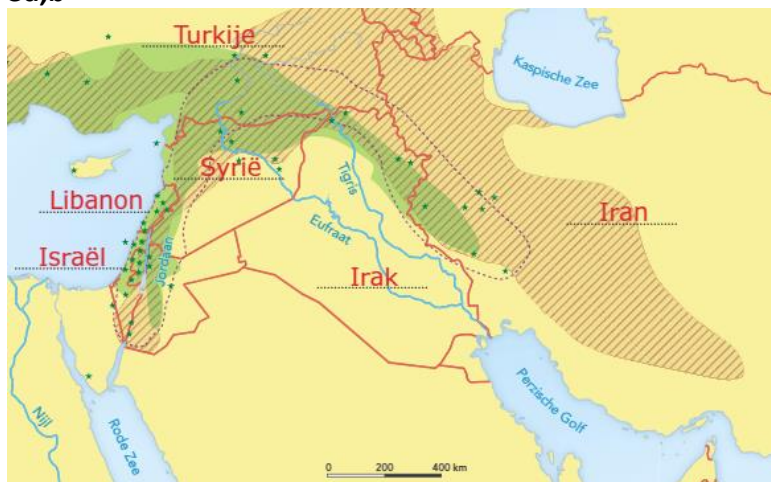 Turkije
Kaspische Zee
Syrië
Tigris
Libanon
Iran
Eufraat
Israël
Jordaan
Irak
Perzische Golf
Nijl
Rode Zee
0 200 400 km